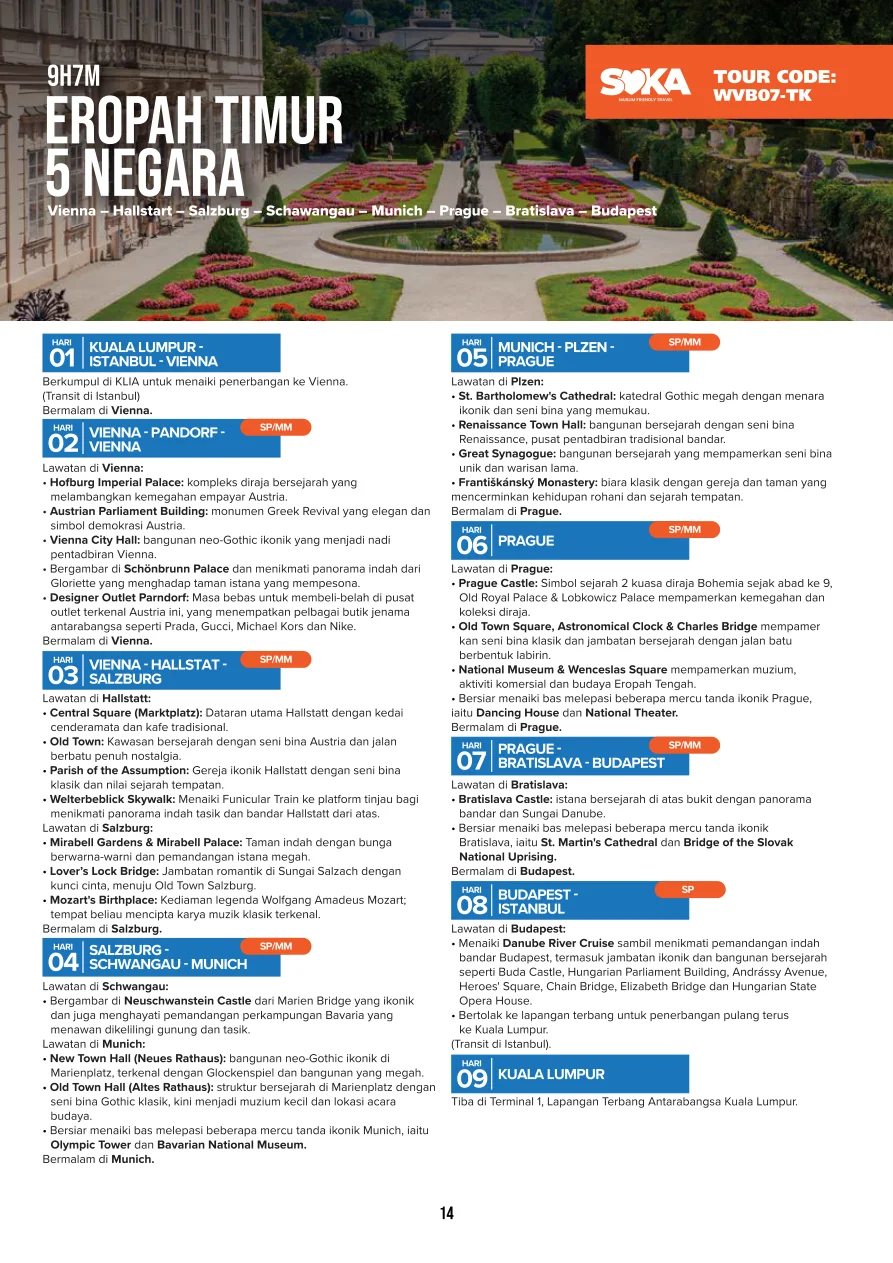 9H7M
EROPAH TIMUR
5 NEGARA
Vienna – Hallstart – Salzburg – Schawangau – Munich – Prague – Bratislava – Budapest
SOKA
MUSLIM FRIENDLY TRAVEL
TOUR CODE:
WVB07-TK
HARI
01
KUALA LUMPUR -
ISTANBUL - VIENNA
Berkumpul di KLIA untuk menaiki penerbangan ke Vienna.
(Transit di Istanbul)
Bermalam di Vienna.
HARI
02
VIENNA - PANDORF -
VIENNA
SP/MM
Lawatan di Vienna:
• Hofburg Imperial Palace: kompleks diraja bersejarah yang
melambangkan kemegahan empayar Austria.
• Austrian Parliament Building: monumen Greek Revival yang elegan dan
simbol demokrasi Austria.
• Vienna City Hall: bangunan neo-Gothic ikonik yang menjadi nadi
pentadbiran Vienna.
• Bergambar di Schönbrunn Palace dan menikmati panorama indah dari
Gloriette yang menghadap taman istana yang mempesona.
• Designer Outlet Parndorf: Masa bebas untuk membeli-belah di pusat
outlet terkenal Austria ini, yang menempatkan pelbagai butik jenama
antarabangsa seperti Prada, Gucci, Michael Kors dan Nike.
Bermalam di Vienna.
HARI
03
VIENNA - HALLSTAT -
SALZBURG
SP/MM
Lawatan di Hallstatt:
• Central Square (Marktplatz): Dataran utama Hallstatt dengan kedai
cenderamata dan kafe tradisional.
• Old Town: Kawasan bersejarah dengan seni bina Austria dan jalan
berbatu penuh nostalgia.
• Parish of the Assumption: Gereja ikonik Hallstatt dengan seni bina
klasik dan nilai sejarah tempatan.
• Welterbeblick Skywalk: Menaiki Funicular Train ke platform tinjau bagi
menikmati panorama indah tasik dan bandar Hallstatt dari atas.
Lawatan di Salzburg:
• Mirabell Gardens & Mirabell Palace: Taman indah dengan bunga
berwarna-warni dan pemandangan istana megah.
• Lover's Lock Bridge: Jambatan romantik di Sungai Salzach dengan
kunci cinta, menuju Old Town Salzburg.
• Mozart's Birthplace: Kediaman legenda Wolfgang Amadeus Mozart;
tempat beliau mencipta karya muzik klasik terkenal.
Bermalam di Salzburg.
HARI
04
SALZBURG -
SCHWANGAU - MUNICH
SP/MM
Lawatan di Schwangau:
• Bergambar di Neuschwanstein Castle dari Marien Bridge yang ikonik
dan juga menghayati pemandangan perkampungan Bavaria yang
menawan dikelilingi gunung dan tasik.
Lawatan di Munich:
• New Town Hall (Neues Rathaus): bangunan neo-Gothic ikonik di
Marienplatz, terkenal dengan Glockenspiel dan bangunan yang megah.
• Old Town Hall (Altes Rathaus): struktur bersejarah di Marienplatz dengan
seni bina Gothic klasik, kini menjadi muzium kecil dan lokasi acara
budaya.
• Bersiar menaiki bas melepasi beberapa mercu tanda ikonik Munich, iaitu
Olympic Tower dan Bavarian National Museum.
Bermalam di Munich.
HARI
05
MUNICH - PLZEN -
PRAGUE
SP/MM
Lawatan di Plzen:
• St. Bartholomew's Cathedral: katedral Gothic megah dengan menara
ikonik dan seni bina yang memukau.
• Renaissance Town Hall: bangunan bersejarah dengan seni bina
Renaissance, pusat pentadbiran tradisional bandar.
• Great Synagogue: bangunan bersejarah yang mempamerkan seni bina
unik dan warisan lama.
• Františkánský Monastery: biara klasik dengan gereja dan taman yang
mencerminkan kehidupan rohani dan sejarah tempatan.
Bermalam di Prague.
HARI
06
PRAGUE
SP/MM
Lawatan di Prague:
• Prague Castle: Simbol sejarah 2 kuasa diraja Bohemia sejak abad ke 9,
Old Royal Palace & Lobkowicz Palace mempamerkan kemegahan dan
koleksi diraja.
• Old Town Square, Astronomical Clock & Charles Bridge mempamer
kan seni bina klasik dan jambatan bersejarah dengan jalan batu
berbentuk labirin.
• National Museum & Wenceslas Square mempamerkan muzium,
aktiviti komersial dan budaya Eropah Tengah.
• Bersiar menaiki bas melepasi beberapa mercu tanda ikonik Prague,
iaitu Dancing House dan National Theater.
Bermalam di Prague.
HARI
07
PRAGUE -
BRATISLAVA - BUDAPEST
SP/MM
Lawatan di Bratislava:
• Bratislava Castle: istana bersejarah di atas bukit dengan panorama
bandar dan Sungai Danube.
• Bersiar menaiki bas melepasi beberapa mercu tanda ikonik
Bratislava, iaitu St. Martin's Cathedral dan Bridge of the Slovak
National Uprising.
Bermalam di Budapest.
HARI
08
BUDAPEST -
ISTANBUL
SP
Lawatan di Budapest:
• Menaiki Danube River Cruise sambil menikmati pemandangan indah
bandar Budapest, termasuk jambatan ikonik dan bangunan bersejarah
seperti Buda Castle, Hungarian Parliament Building, Andrássy Avenue,
Heroes' Square, Chain Bridge, Elizabeth Bridge dan Hungarian State
Opera House.
• Bertolak ke lapangan terbang untuk penerbangan pulang terus
ke Kuala Lumpur.
(Transit di Istanbul).
HARI
09
KUALA LUMPUR
Tiba di Terminal 1, Lapangan Terbang Antarabangsa Kuala Lumpur.
14